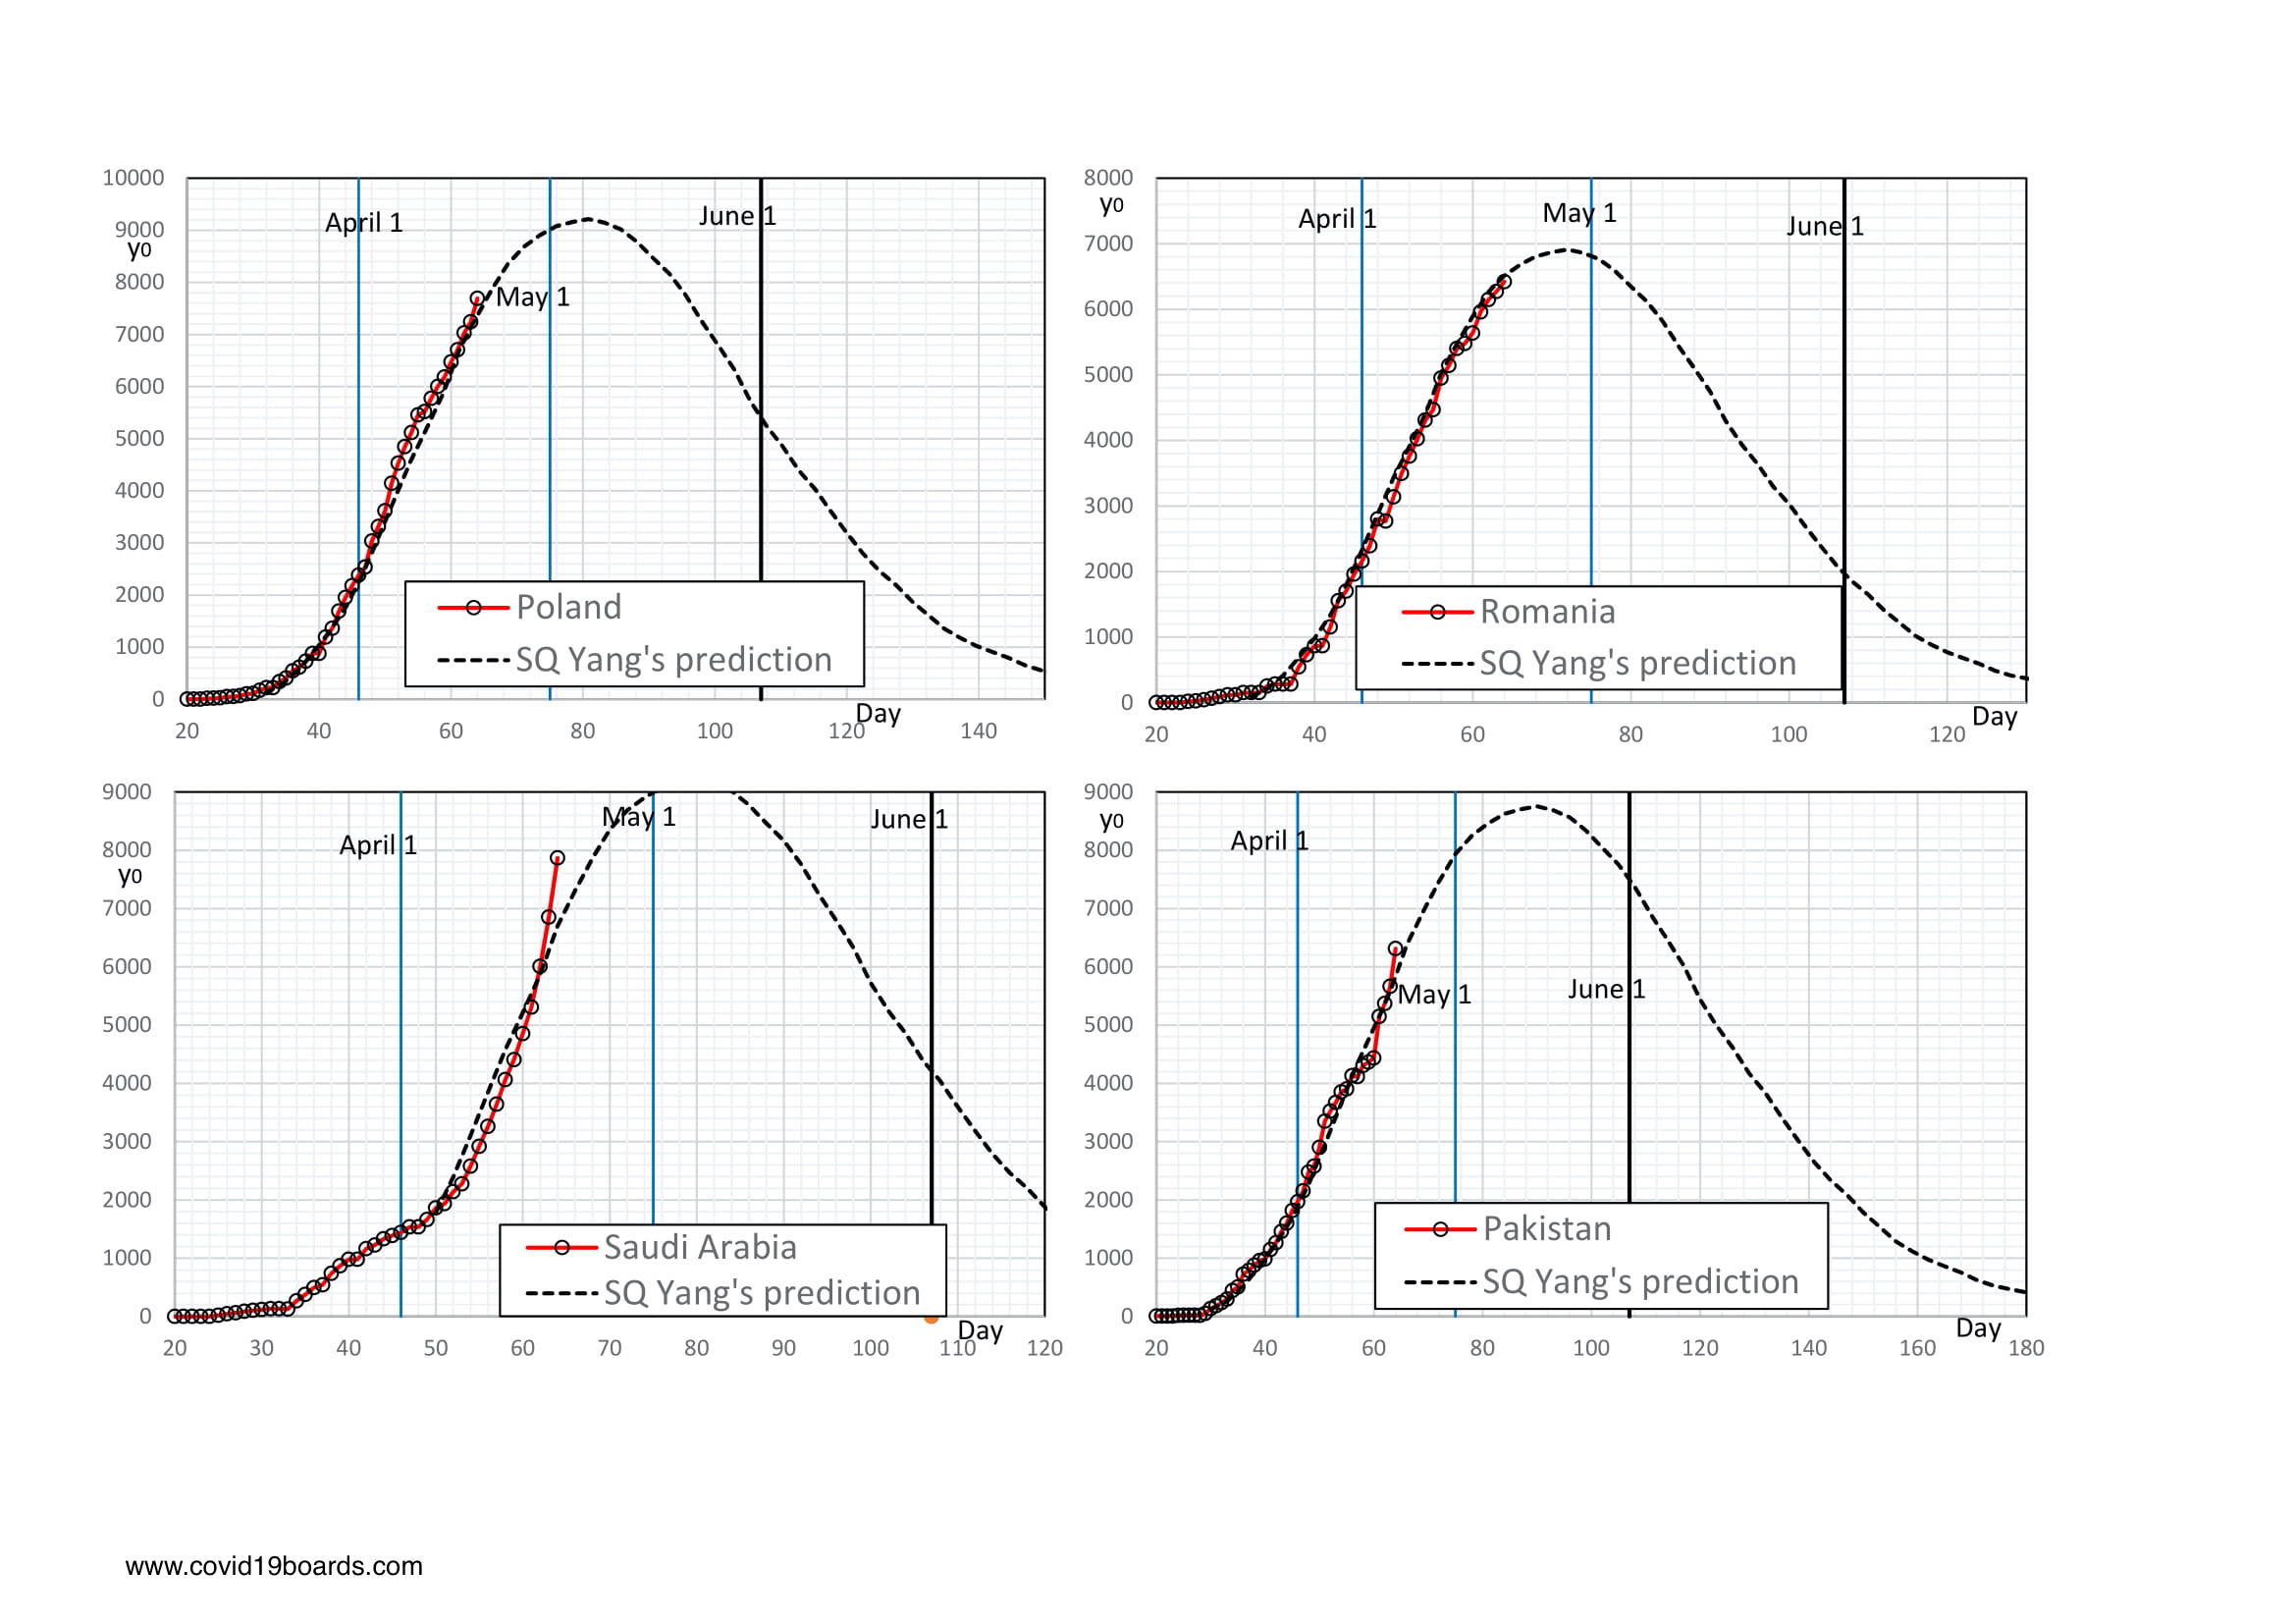 10000
9000
y0
8000
7000
6000
5000
4000
3000
2000
1000
0
April 1
May 1
June 1
Poland
SQ Yang's prediction
Day
20 40 60 80 100 120 140
8000
y0
7000
6000
5000
4000
3000
2000
1000
0
April 1
May 1
June 1
Romania
SQ Yang's prediction
Day
20 40 60 80 100 120
9000
8000
y0
7000
6000
5000
4000
3000
2000
1000
0
April 1
May 1
June 1
Saudi Arabia
SQ Yang's prediction
Day
20 30 40 50 60 70 80 90 100 110 120
9000
y0
8000
7000
6000
5000
4000
3000
2000
1000
0
April 1
May 1
June 1
Pakistan
SQ Yang's prediction
Day
20 40 60 80 100 120 140 160 180
www.covid19boards.com